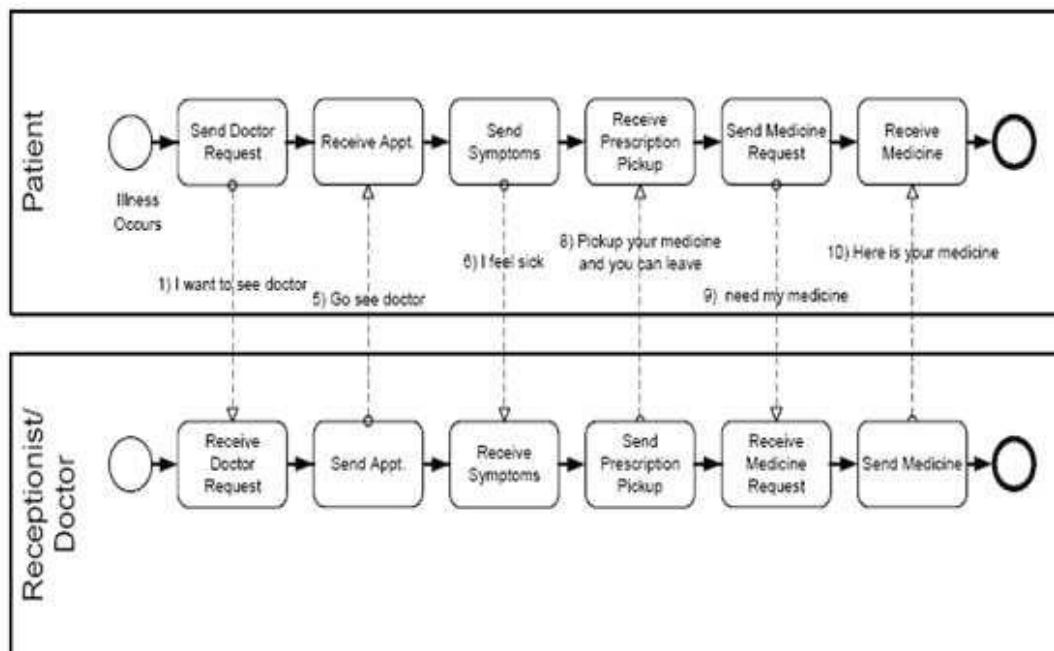 Patient
Send Doctor
Request
Receive Appt.
Send
Symptoms
Receive
Prescription
Pickup
Send Medicine
Request
Receive
Medicine
Illness
Occurs
1) I want to see doctor
5) Go see doctor
6) I feel sick
8) Pickup your medicine
and you can leave
9) need my medicine
10) Here is your medicine
Receptionist/
Doctor
Receive
Doctor
Request
Send Appt.
Receive
Symptoms
Send
Prescription
Pickup
Receive
Medicine
Request
Send Medicine